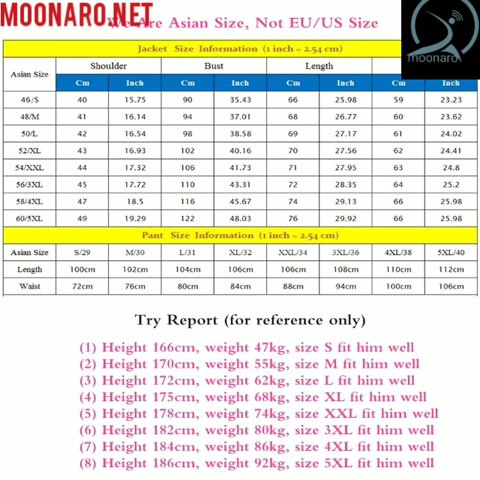 MOONARO.NET
We Are Asian Size, Not EU/US Size
moonaro
Jacket Size Information (1 inch = 2.54 cm)
Asian Size Shoulder Bust Length
Cm Inch Cm Inch Cm Inch Cm Inch
46/S 40 15.75 90 35.43 66 25.98 59 23.23
48/M 41 16.14 94 37.01 68 26.77 60 23.62
50/L 42 16.54 98 38.58 69 27.17 61 24.02
52/XL 43 16.93 102 40.16 70 27.56 62 24.41
54/XXL 44 17.32 106 41.73 71 27.95 63 24.8
56/3XL 45 17.72 110 43.31 72 28.35 64 25.2
58/4XL 47 18.5 116 45.67 74 29.13 66 25.98
60/5XL 49 19.29 122 48.03 76 29.92 66 25.98
Pant Size Information (1 inch = 2.54 cm)
Asian Size S/29 M/30 L/31 XL/32 XXL/34 3XL/36 4XL/38 5XL/40
Length 100cm 102cm 104cm 106cm 106cm 108cm 110cm 112cm
Waist 72cm 76cm 80cm 84cm 88cm 94cm 100cm 106cm
Try Report (for reference only)
(1) Height 166cm, weight 47kg, size S fit him well
(2) Height 170cm, weight 55kg, size M fit him well
(3) Height 172cm, weight 62kg, size L fit him well
(4) Height 175cm, weight 68kg, size XL fit him well
(5) Height 178cm, weight 74kg, size XXL fit him well
(6) Height 182cm, weight 80kg, size 3XL fit him well
(7) Height 184cm, weight 86kg, size 4XL fit him well
(8) Height 186cm, weight 92kg, size 5XL fit him well